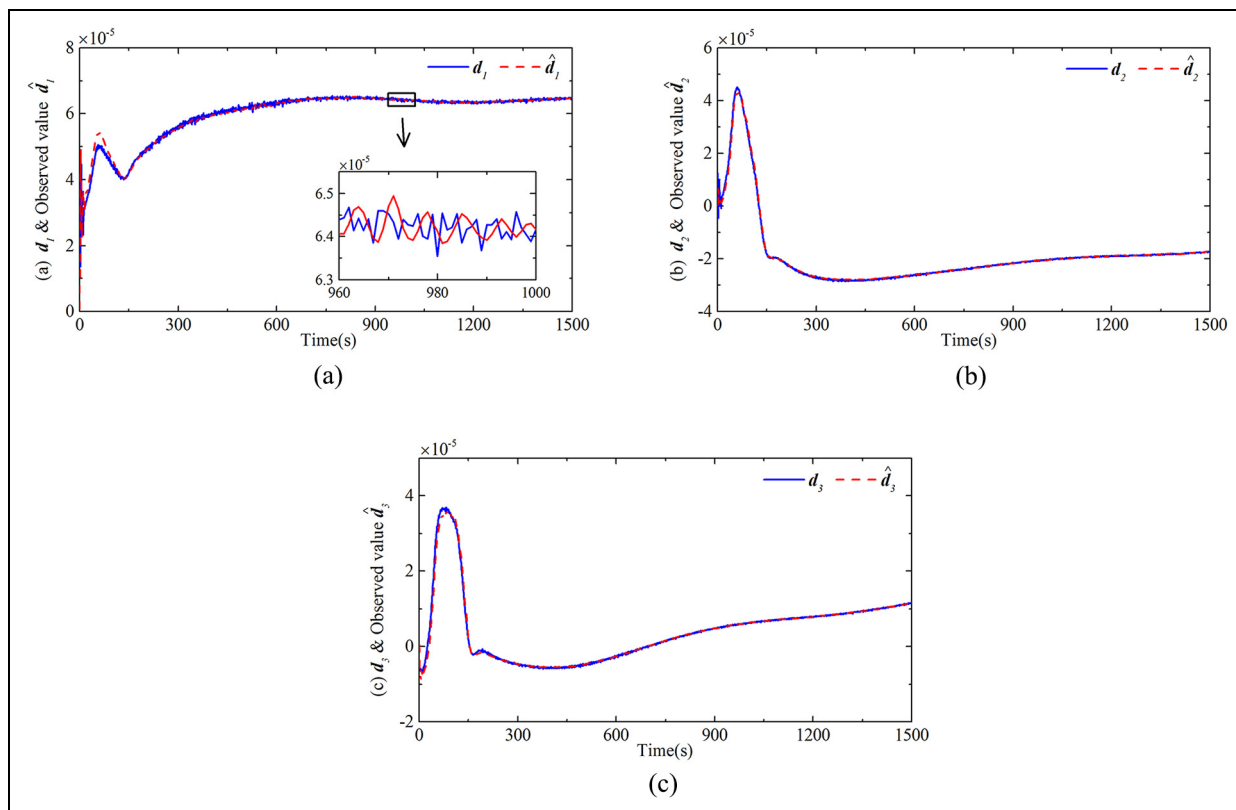 ×10⁻⁵
8
6
4
2
0
(a) d₁ & Observed value d̂₁
d₁ d̂₁
×10⁻⁵
6.5
6.4
6.3
960 980 1000
0 300 600 900 1200 1500
Time(s)
(a)
×10⁻⁵
6
4
2
0
-2
-4
(b) d₂ & Observed value d̂₂
d₂ d̂₂
0 300 600 900 1200 1500
Time(s)
(b)
×10⁻⁵
4
2
0
-2
(c) d₃ & Observed value d̂₃
d₃ d̂₃
0 300 600 900 1200 1500
Time(s)
(c)